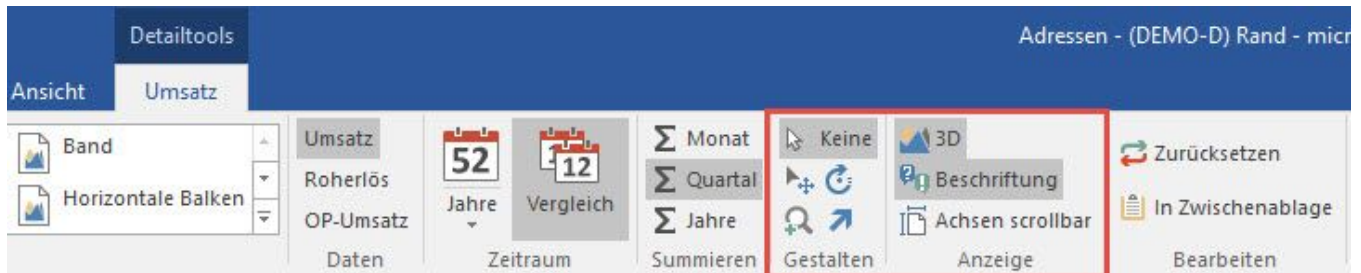 Detailtools
Adressen - (DEMO-D) Rand - micr
Ansicht
Umsatz
Band
Horizontale Balken
Umsatz
Roherlös
OP-Umsatz
Daten
52
Jahre
12
Vergleich
Zeitraum
Σ Monat
Σ Quartal
Σ Jahre
Summieren
Keine
Gestalten
3D
Beschriftung
Achsen scrollbar
Anzeige
Zurücksetzen
In Zwischenablage
Bearbeiten